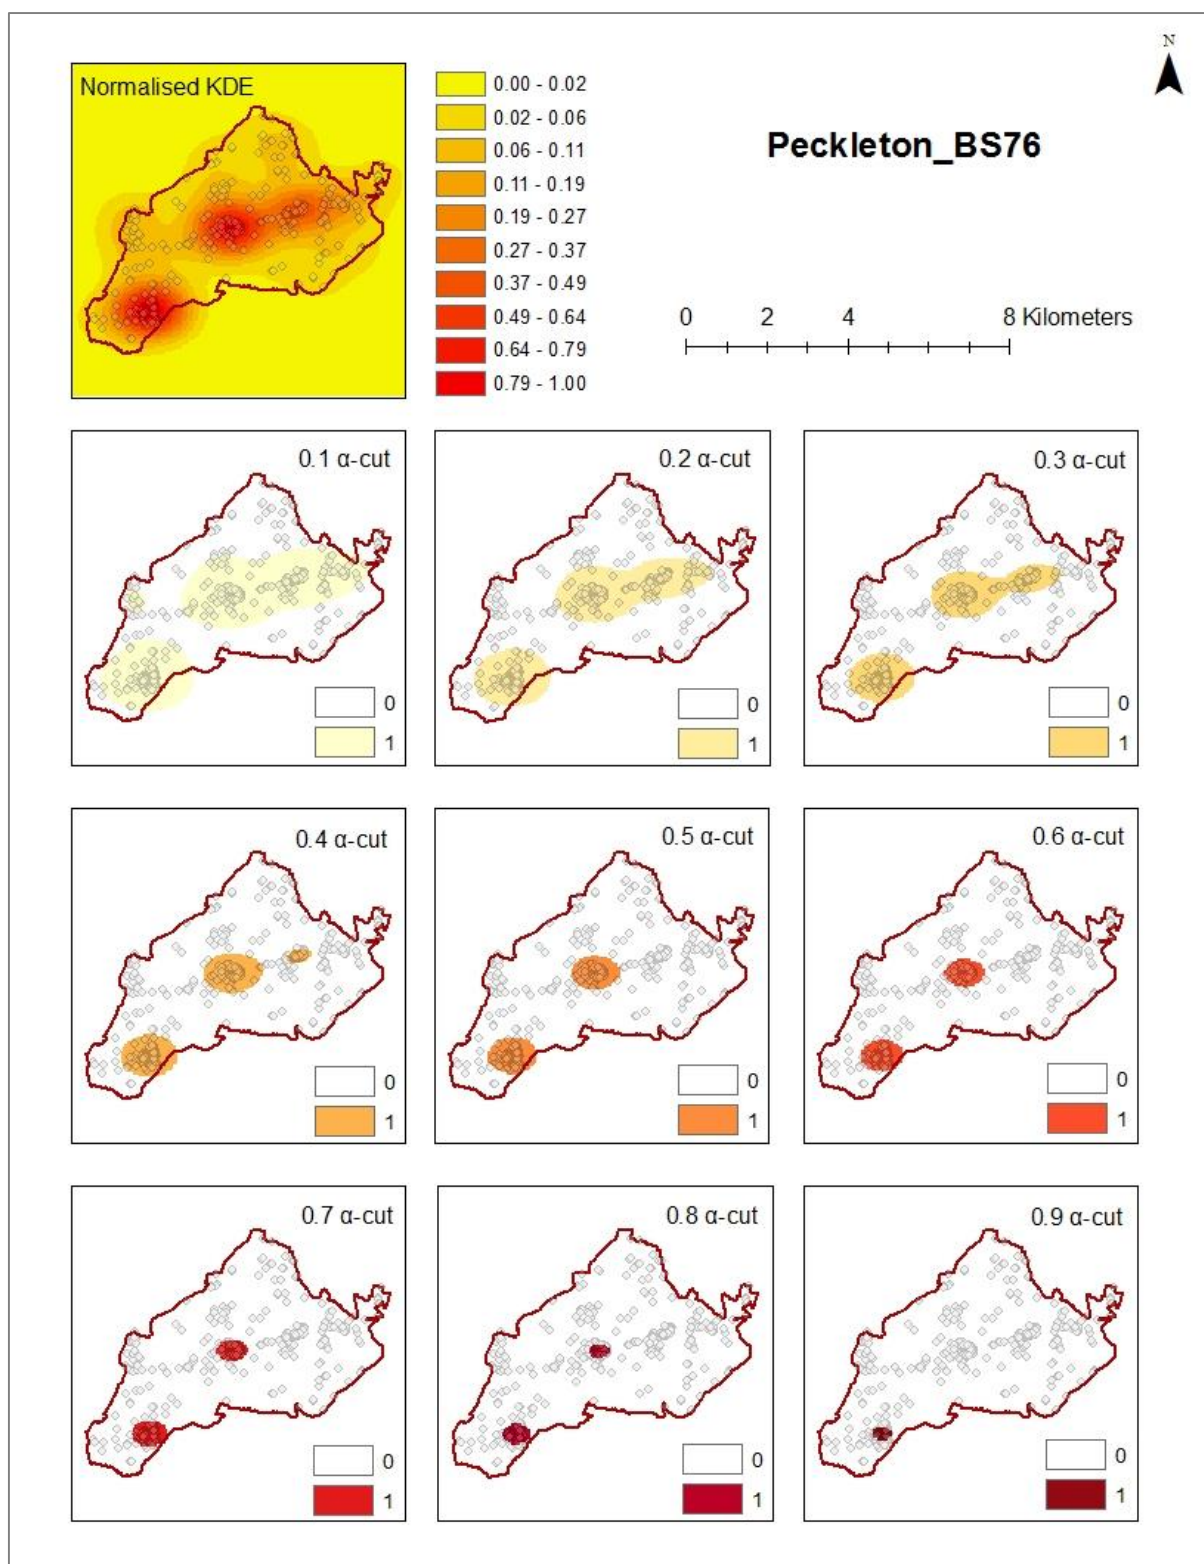 N
Normalised KDE
0.00 - 0.02
0.02 - 0.06
0.06 - 0.11
0.11 - 0.19
0.19 - 0.27
0.27 - 0.37
0.37 - 0.49
0.49 - 0.64
0.64 - 0.79
0.79 - 1.00
Peckleton_BS76
0 2 4 8 Kilometers
0.1 α-cut
0
1
0.2 α-cut
0
1
0.3 α-cut
0
1
0.4 α-cut
0
1
0.5 α-cut
0
1
0.6 α-cut
0
1
0.7 α-cut
0
1
0.8 α-cut
0
1
0.9 α-cut
0
1